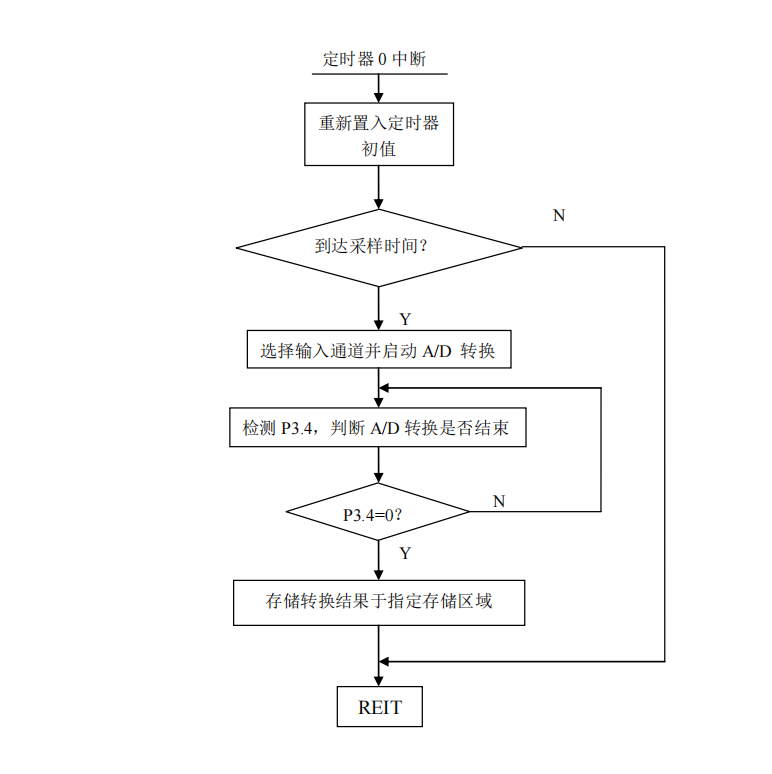 定时器 0 中断
重新置入定时器
初值
N
到达采样时间？
Y
选择输入通道并启动 A/D 转换
检测 P3.4，判断 A/D 转换是否结束
N
P3.4=0？
Y
存储转换结果于指定存储区域
REIT